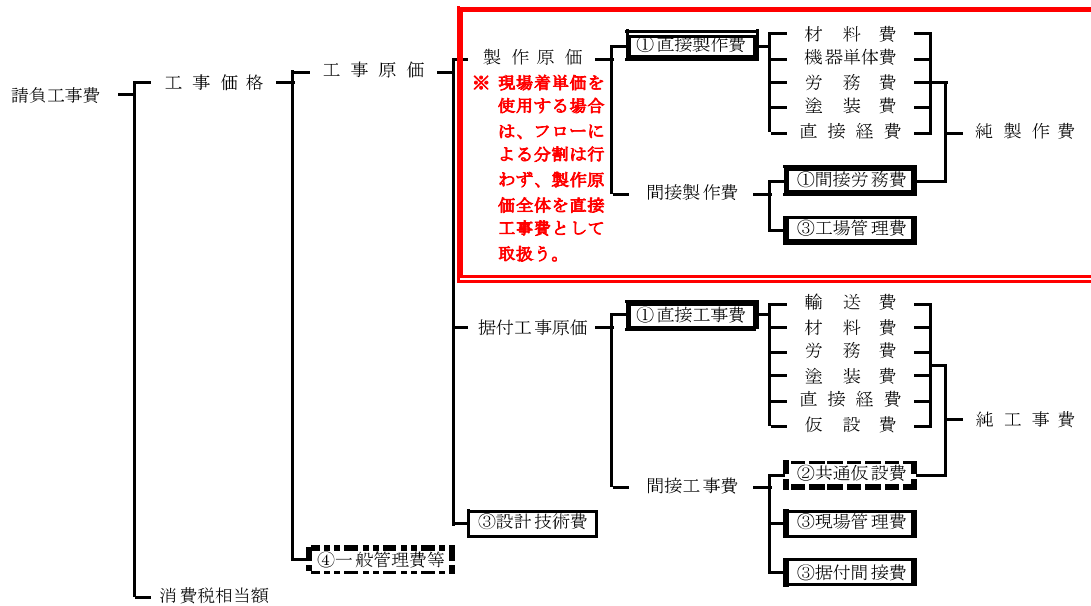 請負工事費
工事価格
工事原価
製作原価
※ 現場着単価を
使用する場合
は、フローに
よる分割は行
わず、製作原
価全体を直接
工事費として
取扱う。
①直接製作費
材料費
機器単体費
労務費
塗装費
直接経費
純製作費
間接製作費
①間接労務費
③工場管理費
据付工事原価
①直接工事費
輸送費
材料費
労務費
塗装費
直接経費
仮設費
純工事費
間接工事費
②共通仮設費
③現場管理費
③据付間接費
③設計技術費
④一般管理費等
消費税相当額